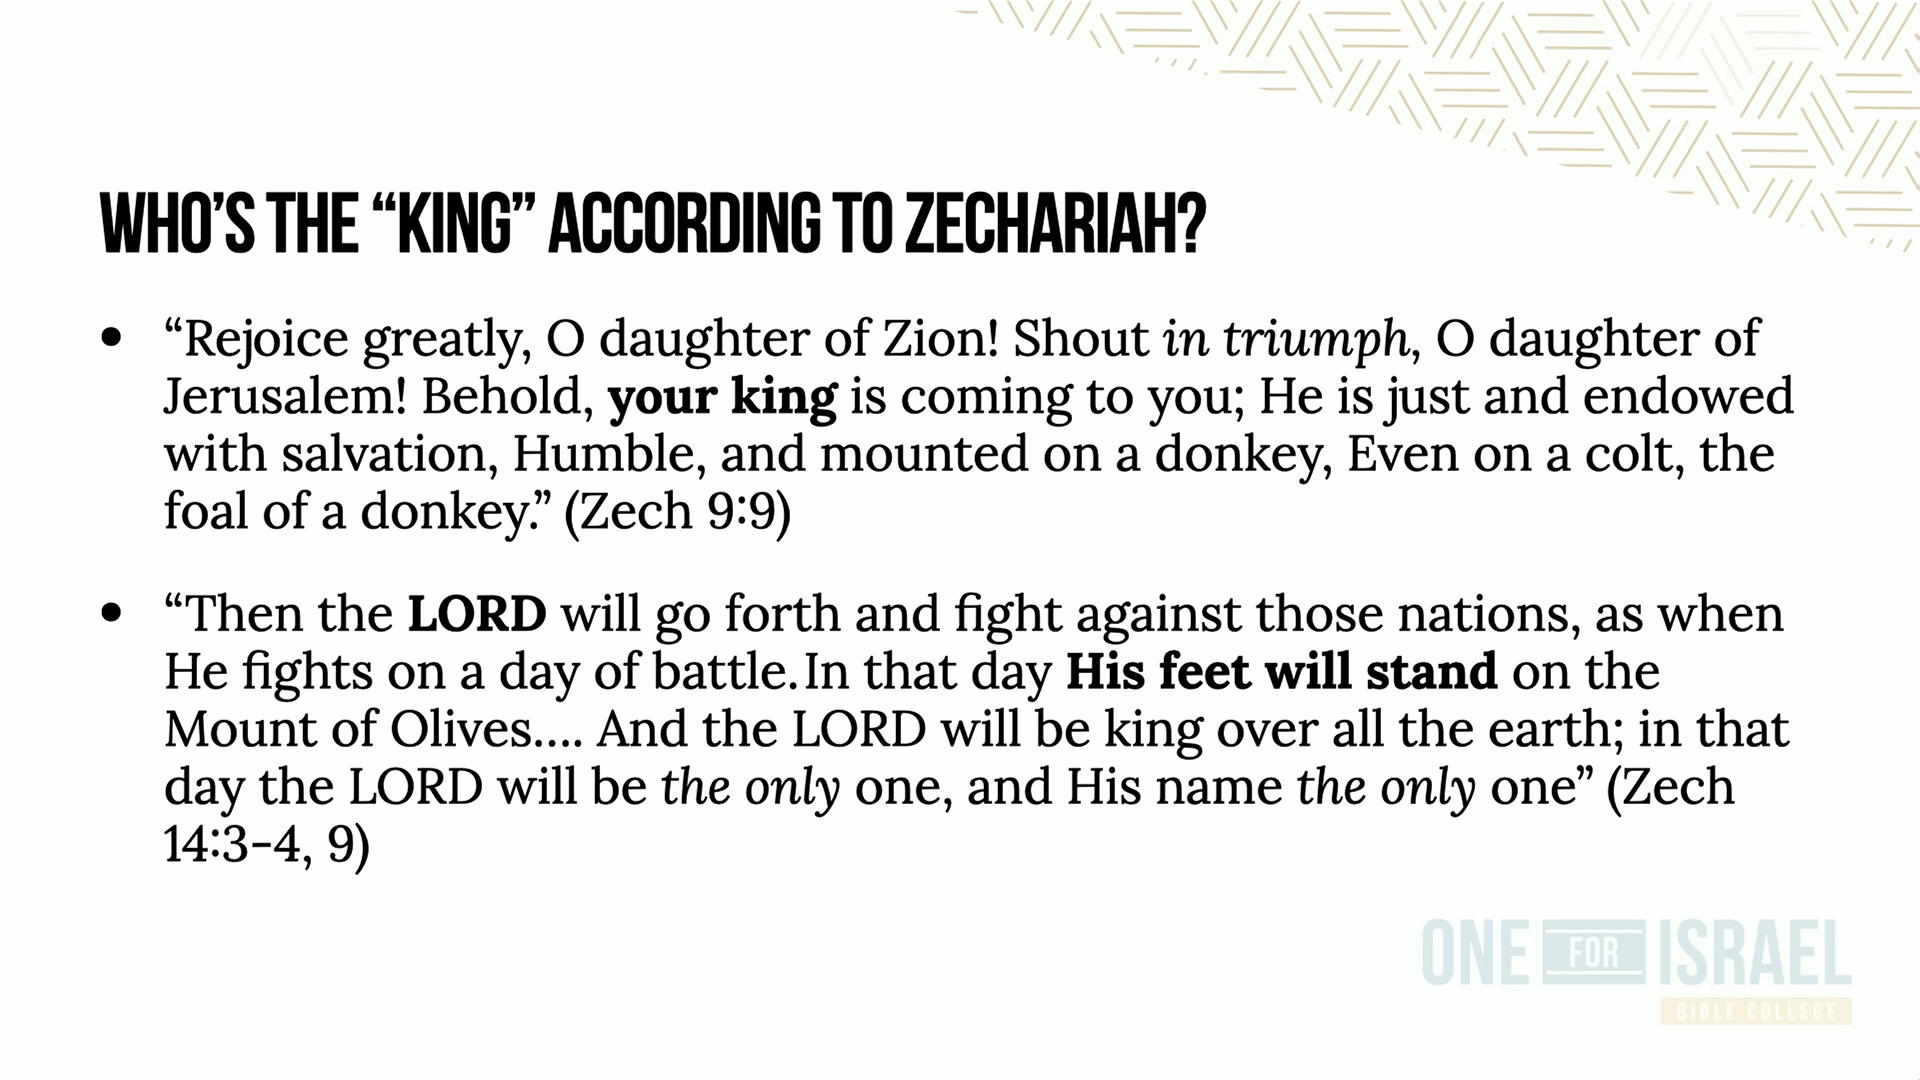 WHO’S THE “KING” ACCORDING TO ZECHARIAH?
• “Rejoice greatly, O daughter of Zion! Shout in triumph, O daughter of
Jerusalem! Behold, your king is coming to you; He is just and endowed
with salvation, Humble, and mounted on a donkey, Even on a colt, the
foal of a donkey.” (Zech 9:9)
• “Then the LORD will go forth and fight against those nations, as when
He fights on a day of battle. In that day His feet will stand on the
Mount of Olives…. And the LORD will be king over all the earth; in that
day the LORD will be the only one, and His name the only one” (Zech
14:3-4, 9)
ONE FOR ISRAEL
BIBLE COLLEGE